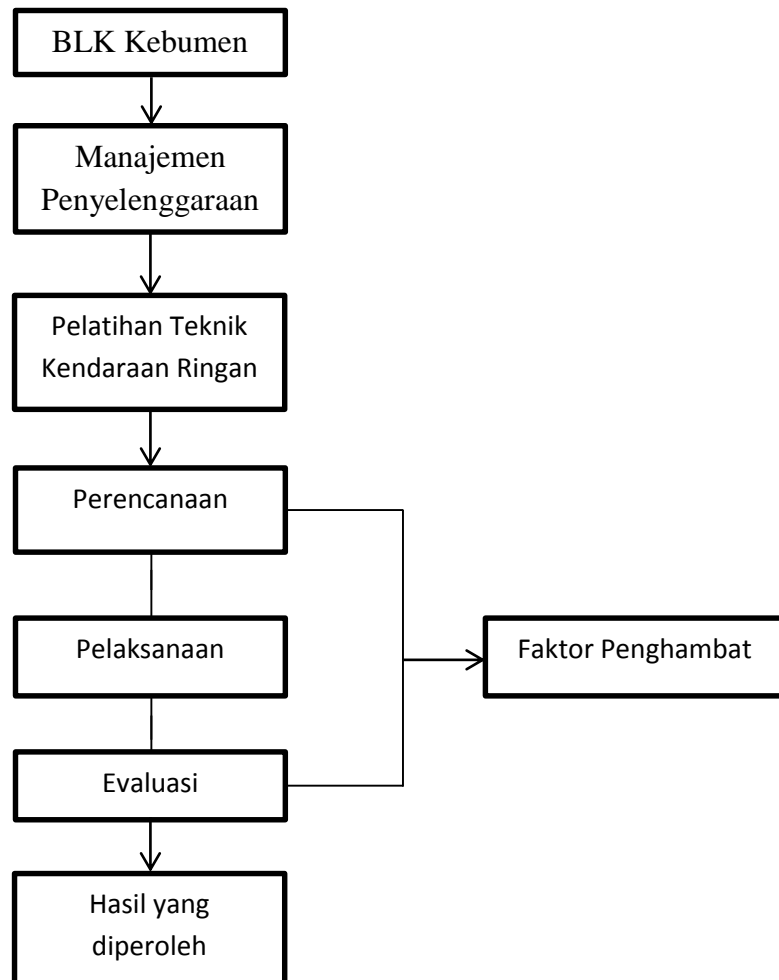 BLK Kebumen
Manajemen
Penyelenggaraan
Pelatihan Teknik
Kendaraan Ringan
Perencanaan
Pelaksanaan
Faktor Penghambat
Evaluasi
Hasil yang
diperoleh